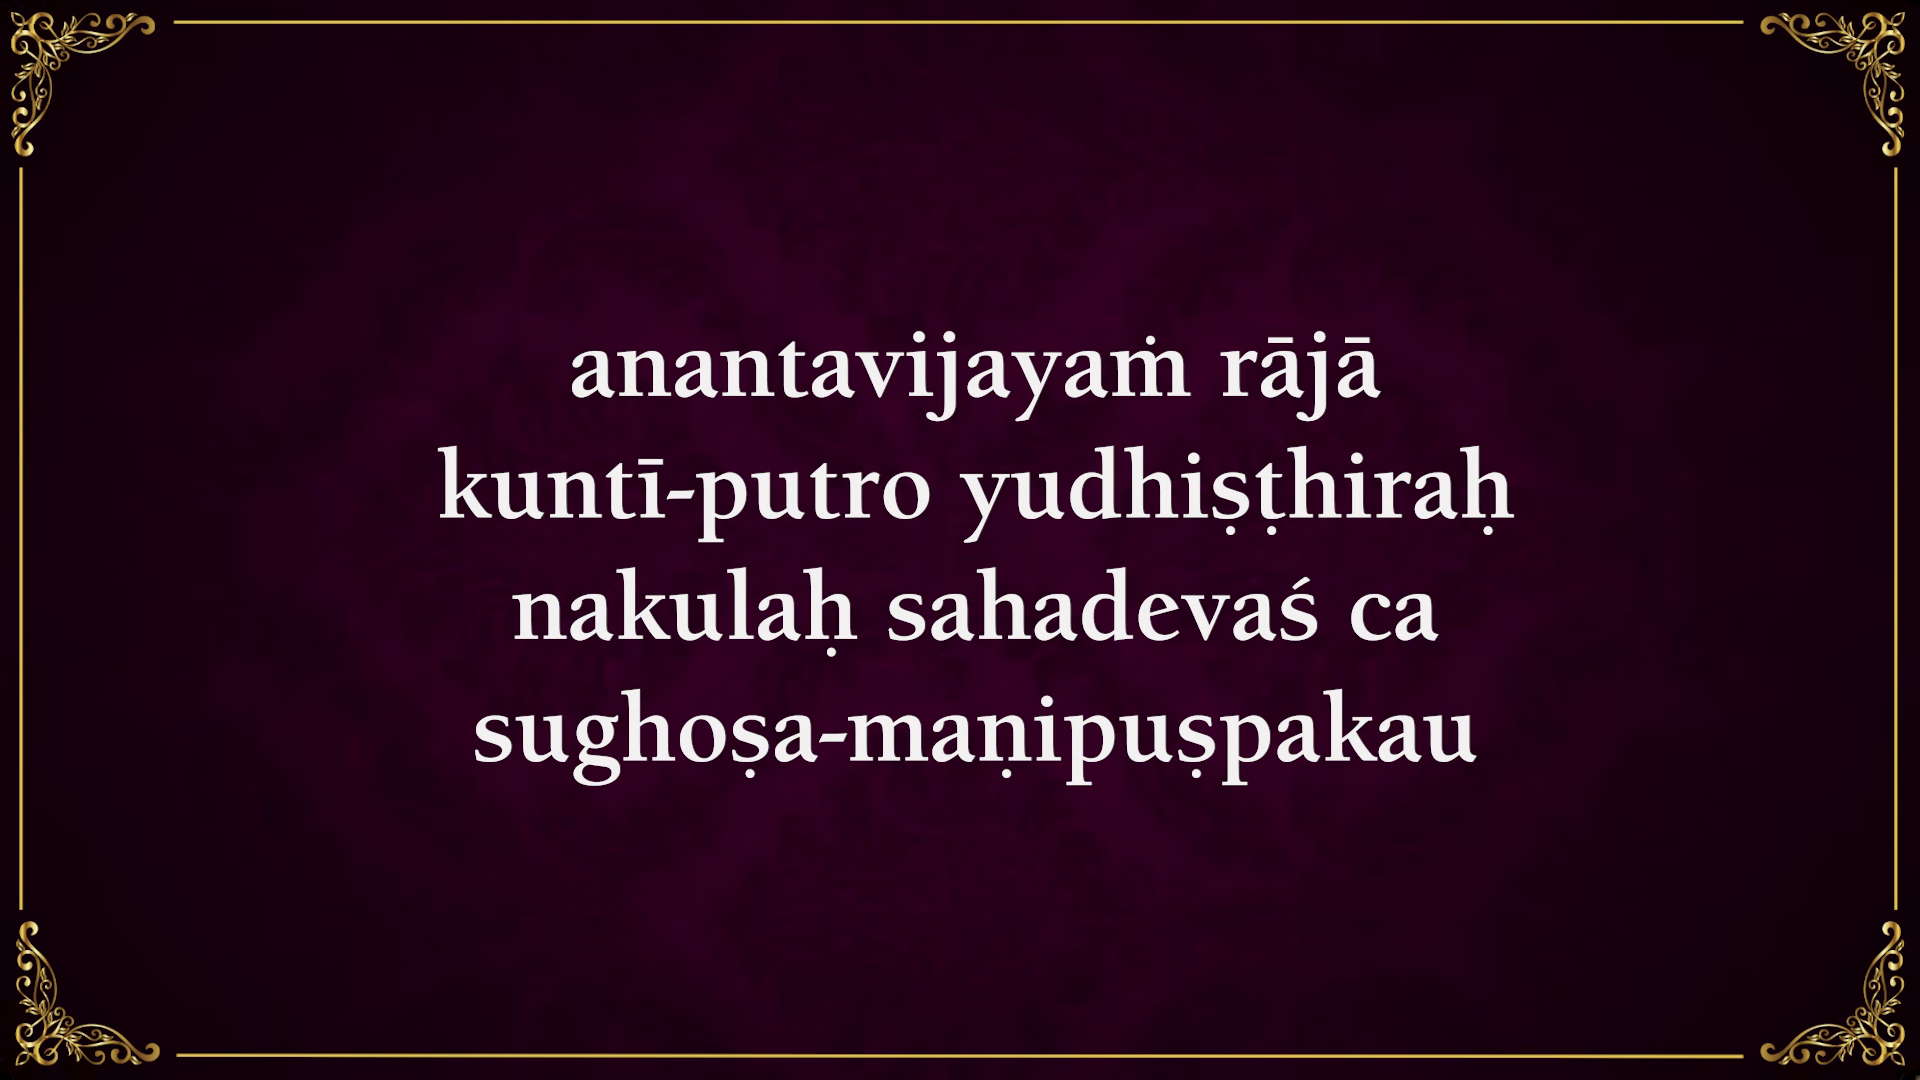 anantavijayaṁ rājā
kuntī-putro yudhiṣṭhiraḥ
nakulaḥ sahadevaś ca
sughoṣa-maṇipuṣpakau